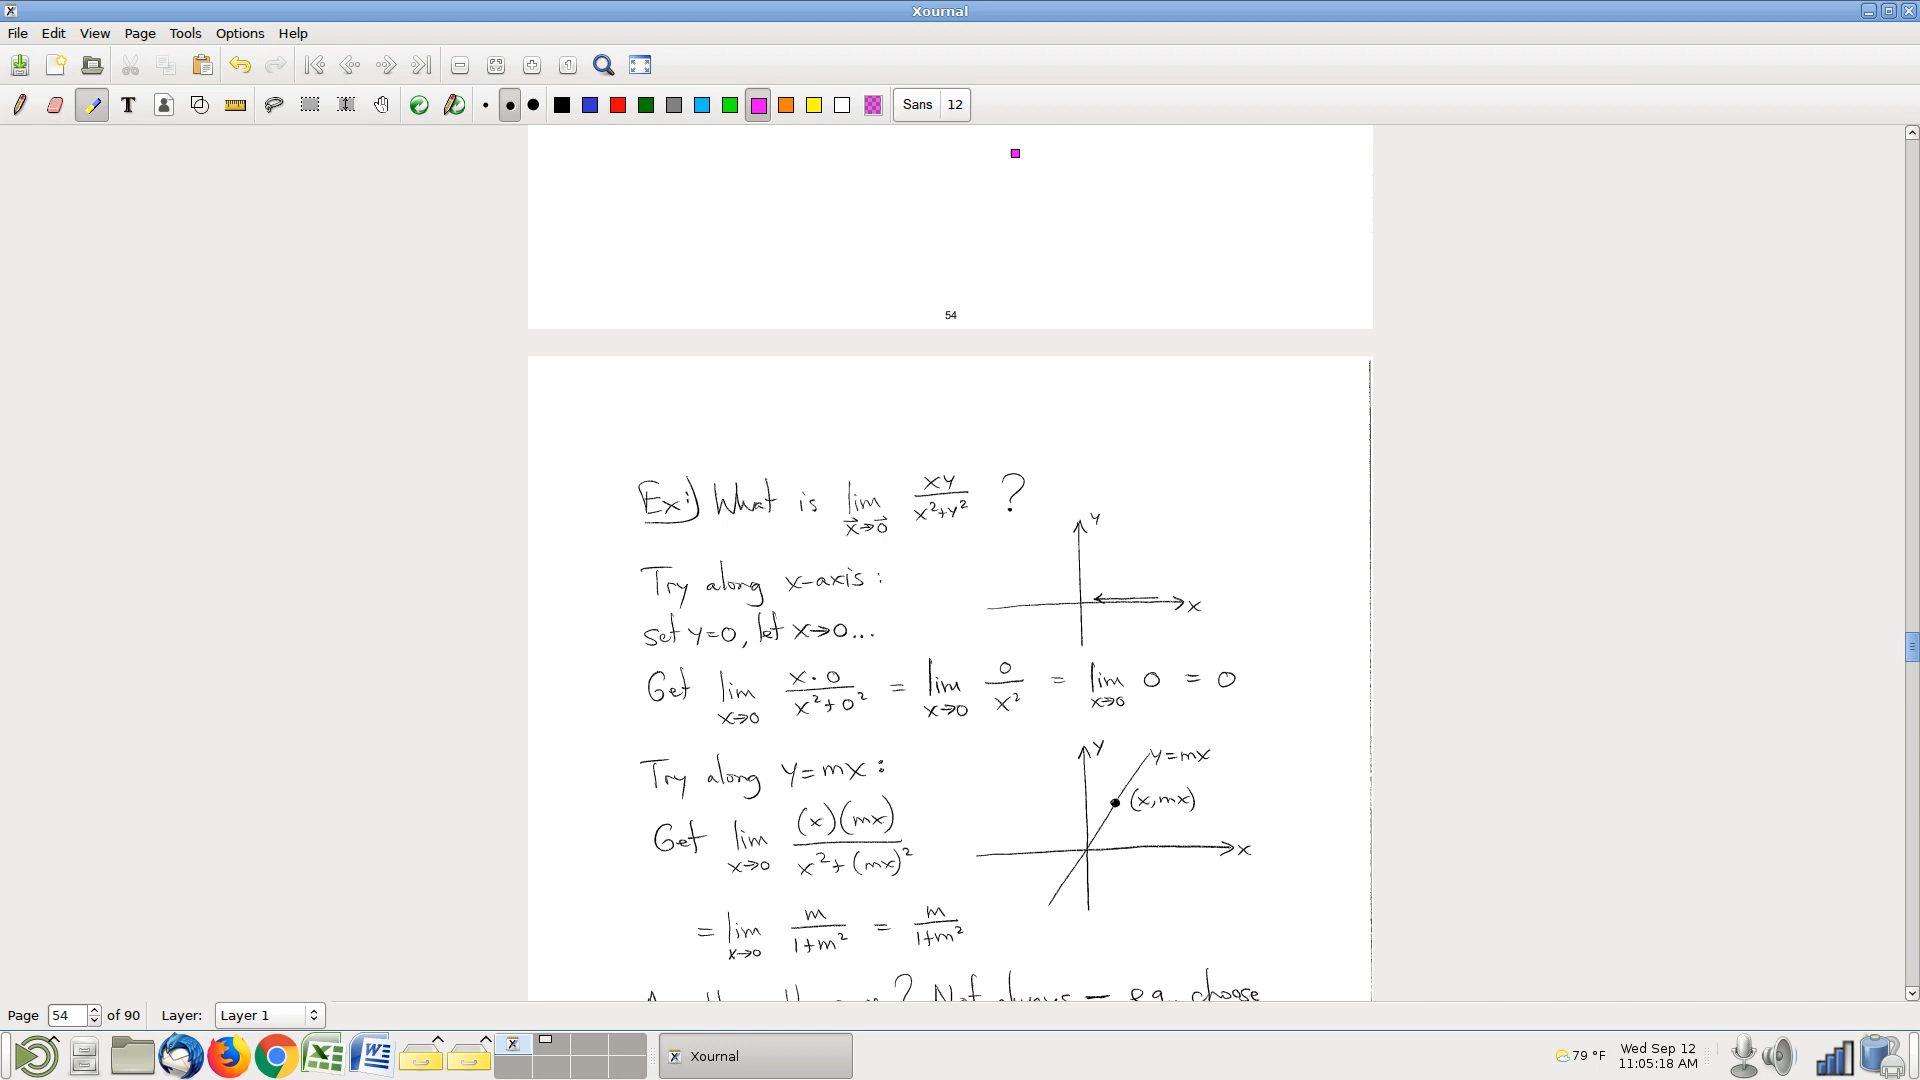 Xournal
File Edit View Page Tools Options Help
Sans 12
54
Ex:) What is lim x⃗→0⃗ xy/(x²+y²) ?
y
x
Try along x-axis:
set y=0, let x→0...
Get lim x→0 x·0/(x²+0²) = lim x→0 0/x² = lim x→0 0 = 0
Try along y=mx:
y
y=mx
(x,mx)
x
Get lim x→0 (x)(mx)/(x²+(mx)²)
= lim x→0 m/(1+m²) = m/(1+m²)
? Not always — eg. choose
Page 54 of 90 Layer: Layer 1
Xournal
79 °F
Wed Sep 12
11:05:18 AM